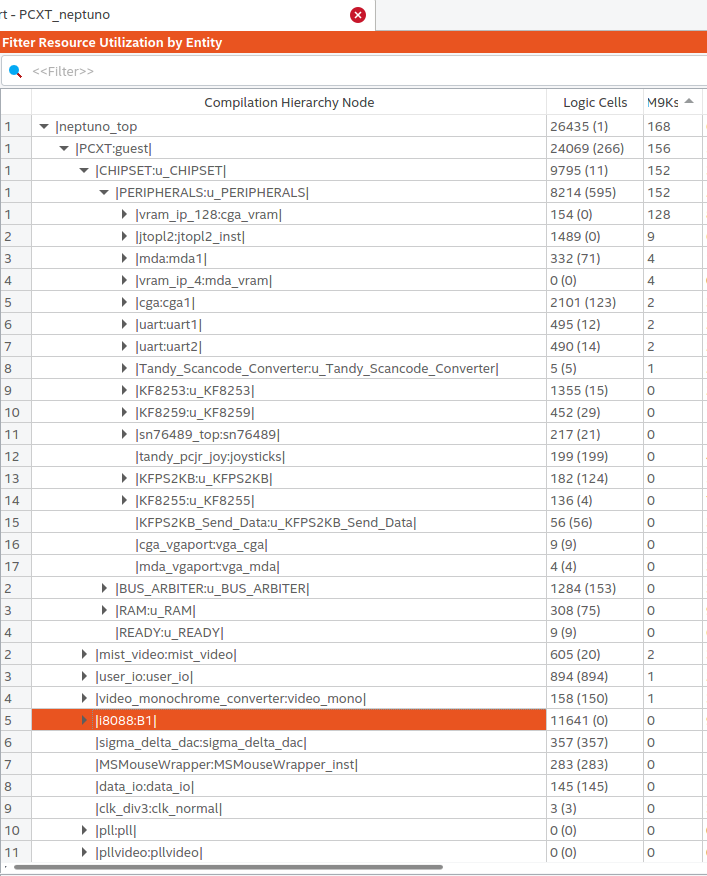 rt - PCXT_neptuno
Fitter Resource Utilization by Entity
<<Filter>>
Compilation Hierarchy Node Logic Cells M9Ks
1 |neptuno_top 26435 (1) 168
1 |PCXT:guest| 24069 (266) 156
1 |CHIPSET:u_CHIPSET| 9795 (11) 152
1 |PERIPHERALS:u_PERIPHERALS| 8214 (595) 152
1 |vram_ip_128:cga_vram| 154 (0) 128
2 |jtopl2:jtopl2_inst| 1489 (0) 9
3 |mda:mda1| 332 (71) 4
4 |vram_ip_4:mda_vram| 0 (0) 4
5 |cga:cga1| 2101 (123) 2
6 |uart:uart1| 495 (12) 2
7 |uart:uart2| 490 (14) 2
8 |Tandy_Scancode_Converter:u_Tandy_Scancode_Converter| 5 (5) 1
9 |KF8253:u_KF8253| 1355 (15) 0
10 |KF8259:u_KF8259| 452 (29) 0
11 |sn76489_top:sn76489| 217 (21) 0
12 |tandy_pcjr_joy:joysticks| 199 (199) 0
13 |KFPS2KB:u_KFPS2KB| 182 (124) 0
14 |KF8255:u_KF8255| 136 (4) 0
15 |KFPS2KB_Send_Data:u_KFPS2KB_Send_Data| 56 (56) 0
16 |cga_vgaport:vga_cga| 9 (9) 0
17 |mda_vgaport:vga_mda| 4 (4) 0
2 |BUS_ARBITER:u_BUS_ARBITER| 1284 (153) 0
3 |RAM:u_RAM| 308 (75) 0
4 |READY:u_READY| 9 (9) 0
2 |mist_video:mist_video| 605 (20) 2
3 |user_io:user_io| 894 (894) 1
4 |video_monochrome_converter:video_mono| 158 (150) 1
5 |i8088:B1| 11641 (0) 0
6 |sigma_delta_dac:sigma_delta_dac| 357 (357) 0
7 |MSMouseWrapper:MSMouseWrapper_inst| 283 (283) 0
8 |data_io:data_io| 145 (145) 0
9 |clk_div3:clk_normal| 3 (3) 0
10 |pll:pll| 0 (0) 0
11 |pllvideo:pllvideo| 0 (0) 0